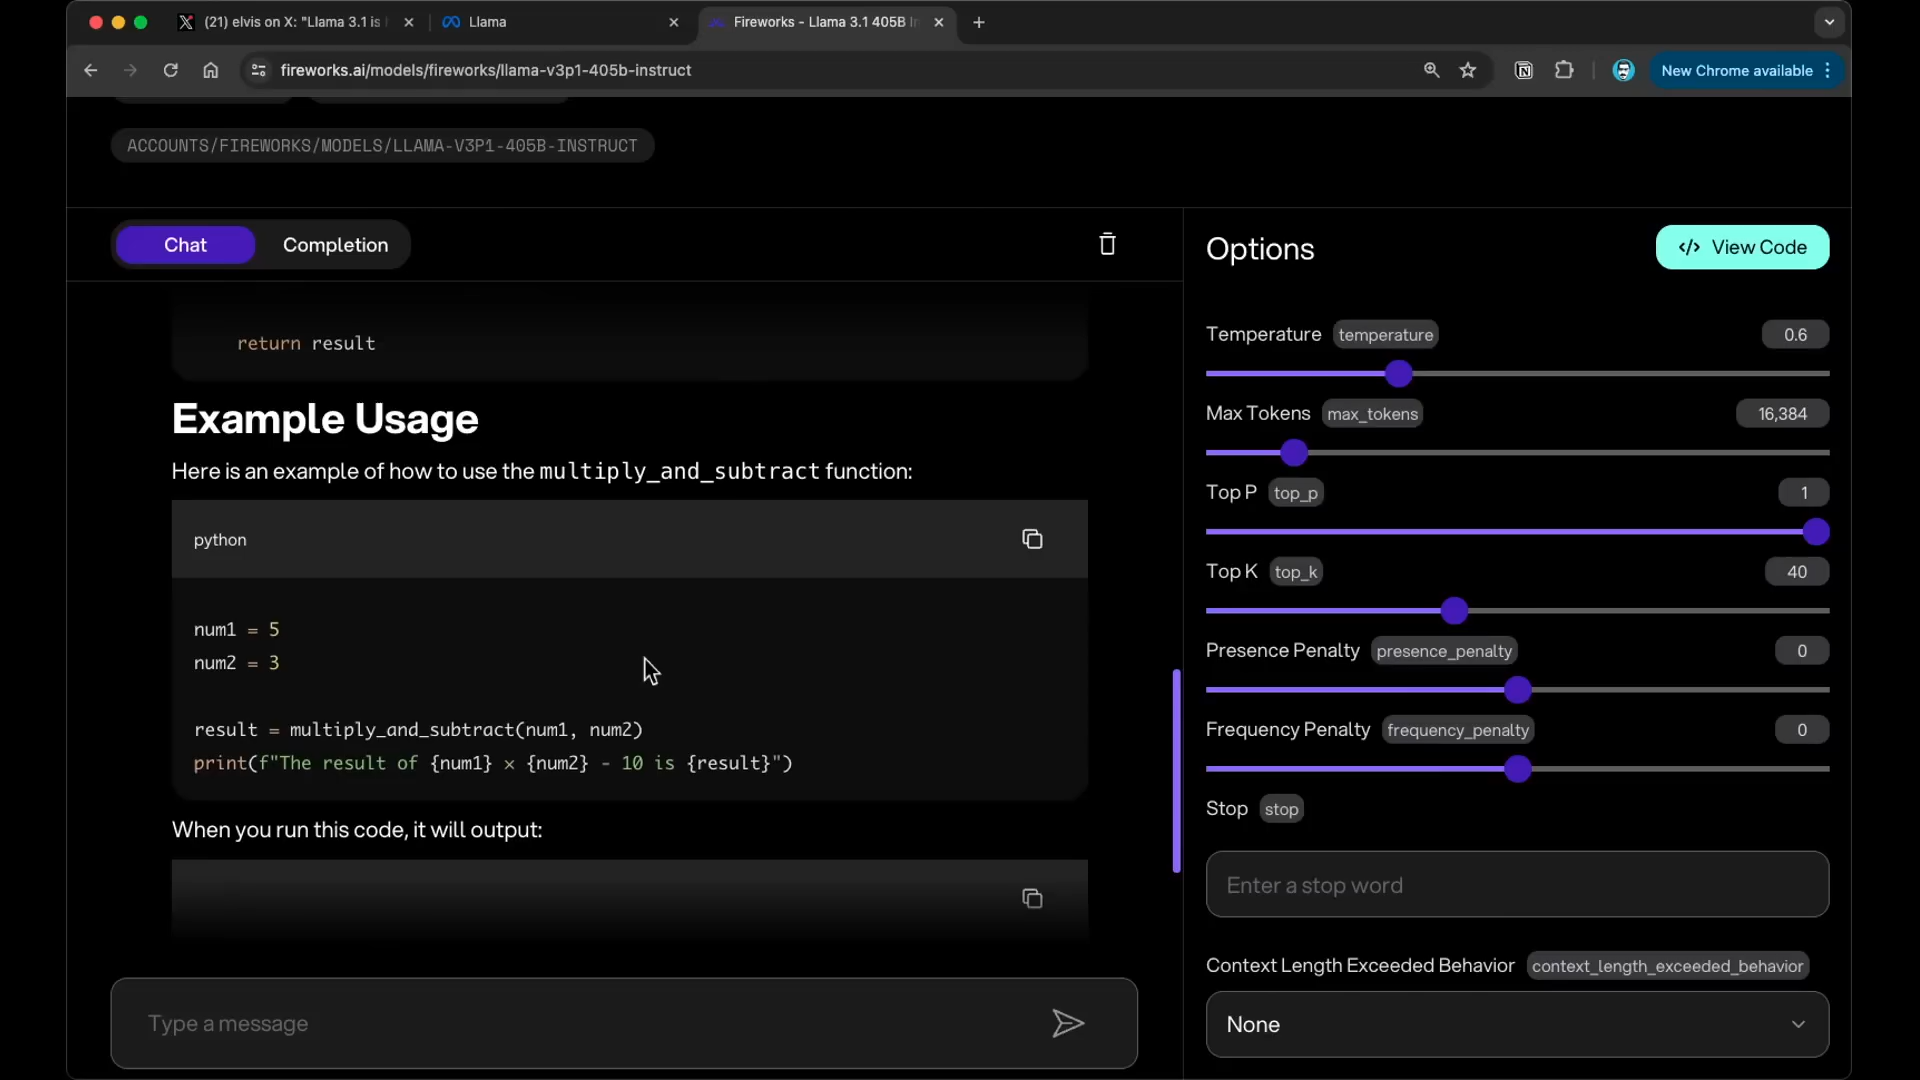 (21) elvis on X: "Llama 3.1 is
Llama
Fireworks - Llama 3.1 405B In
fireworks.ai/models/fireworks/llama-v3p1-405b-instruct
New Chrome available
ACCOUNTS/FIREWORKS/MODELS/LLAMA-V3P1-405B-INSTRUCT
Chat
Completion
return result
Example Usage
Here is an example of how to use the multiply_and_subtract function:
python
num1 = 5
num2 = 3
result = multiply_and_subtract(num1, num2)
print(f"The result of {num1} × {num2} - 10 is {result}")
When you run this code, it will output:
Type a message
Options
</> View Code
Temperature temperature 0.6
Max Tokens max_tokens 16,384
Top P top_p 1
Top K top_k 40
Presence Penalty presence_penalty 0
Frequency Penalty frequency_penalty 0
Stop stop
Enter a stop word
Context Length Exceeded Behavior context_length_exceeded_behavior
None